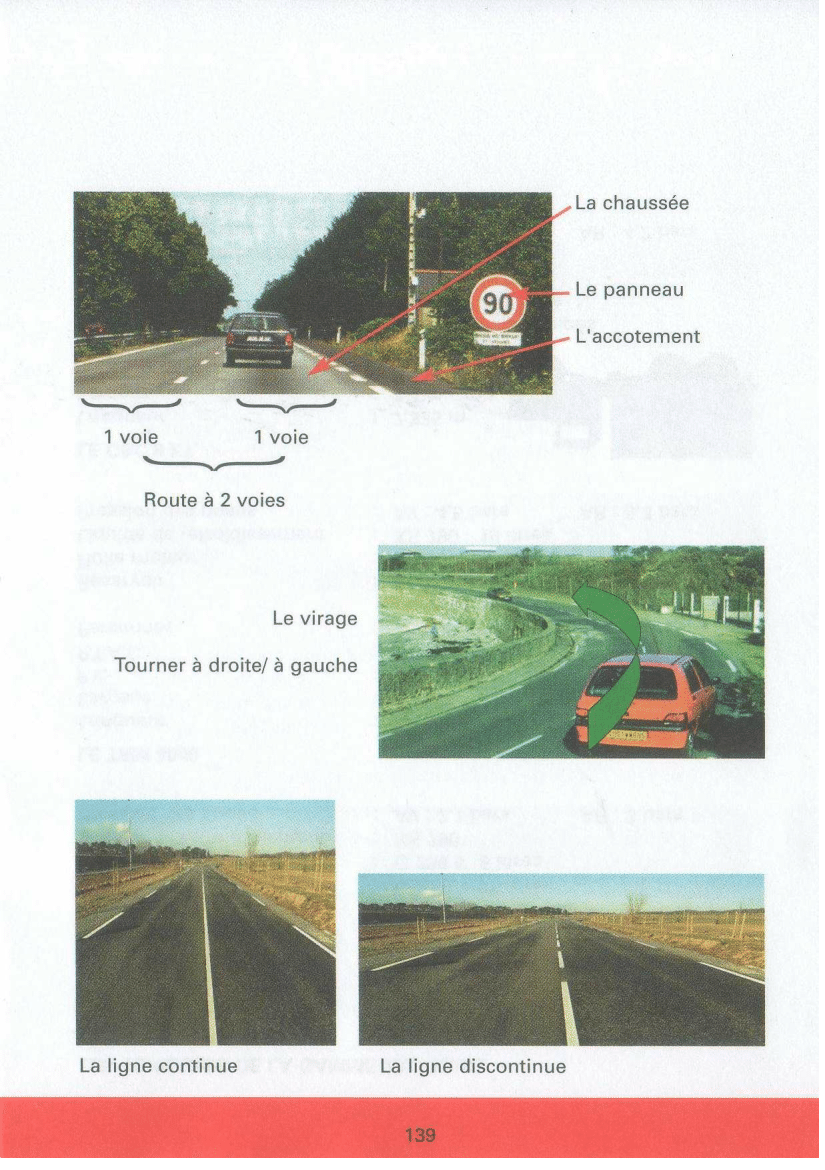 La chaussée
90
Le panneau
L'accotement
1 voie 1 voie
Route à 2 voies
Le virage
Tourner à droite/ à gauche
La ligne continue La ligne discontinue
139